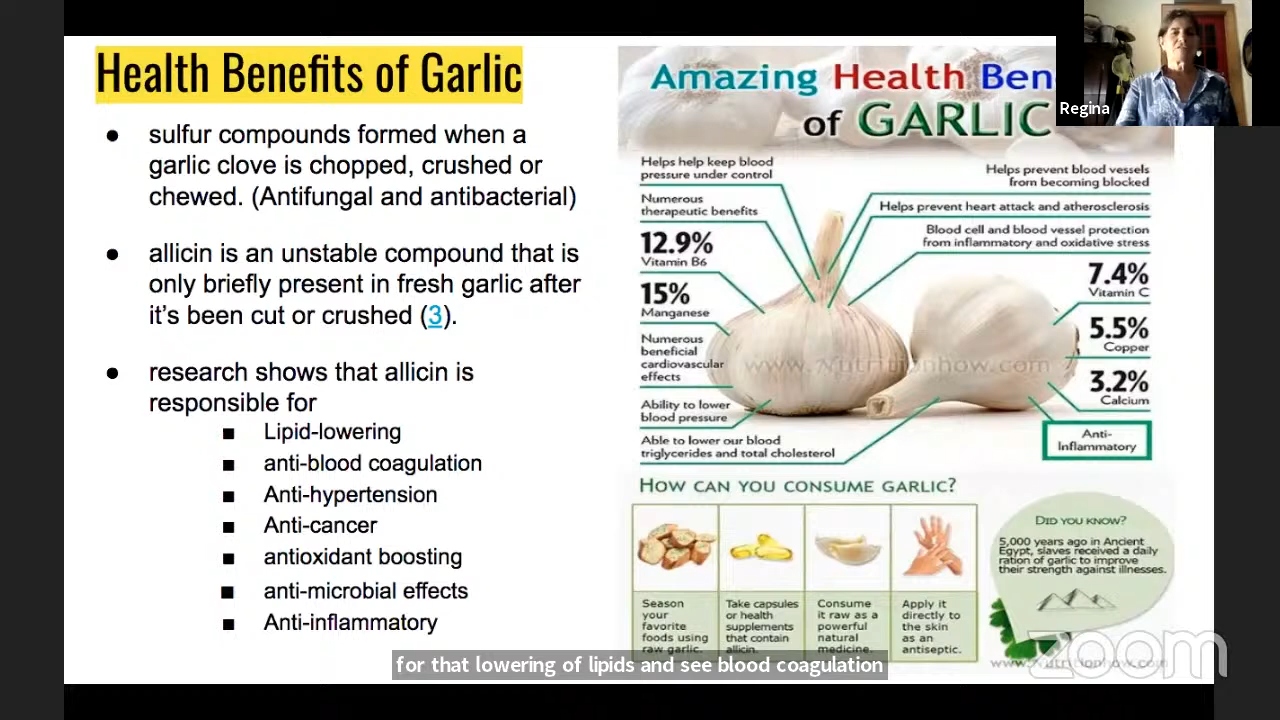 Health Benefits of Garlic
● sulfur compounds formed when a
garlic clove is chopped, crushed or
chewed. (Antifungal and antibacterial)
● allicin is an unstable compound that is
only briefly present in fresh garlic after
it's been cut or crushed (3).
● research shows that allicin is
responsible for
■ Lipid-lowering
■ anti-blood coagulation
■ Anti-hypertension
■ Anti-cancer
■ antioxidant boosting
■ anti-microbial effects
■ Anti-inflammatory
Amazing Health Ben
of GARLIC
Helps help keep blood
pressure under control
Numerous
therapeutic benefits
12.9%
Vitamin B6
15%
Manganese
Numerous
beneficial
cardiovascular
effects
Ability to lower
blood pressure
Able to lower our blood
triglycerides and total cholesterol
Helps prevent blood vessels
from becoming blocked
Helps prevent heart attack and atherosclerosis
Blood cell and blood vessel protection
from inflammatory and oxidative stress
7.4%
Vitamin C
5.5%
Copper
3.2%
Calcium
Anti-
Inflammatory
www.NutritionHow.com
HOW CAN YOU CONSUME GARLIC?
Season
your
favorite
foods using
raw garlic.
Take capsules
or health
supplements
that contain
allicin.
Consume
it raw as a
powerful
natural
medicine.
Apply it
directly to
the skin
as an
antiseptic.
DID YOU KNOW?
5,000 years ago in Ancient
Egypt, slaves received a daily
ration of garlic to improve
their strength against illnesses.
www.NutritionHow.com
Regina
for that lowering of lipids and see blood coagulation
zoom